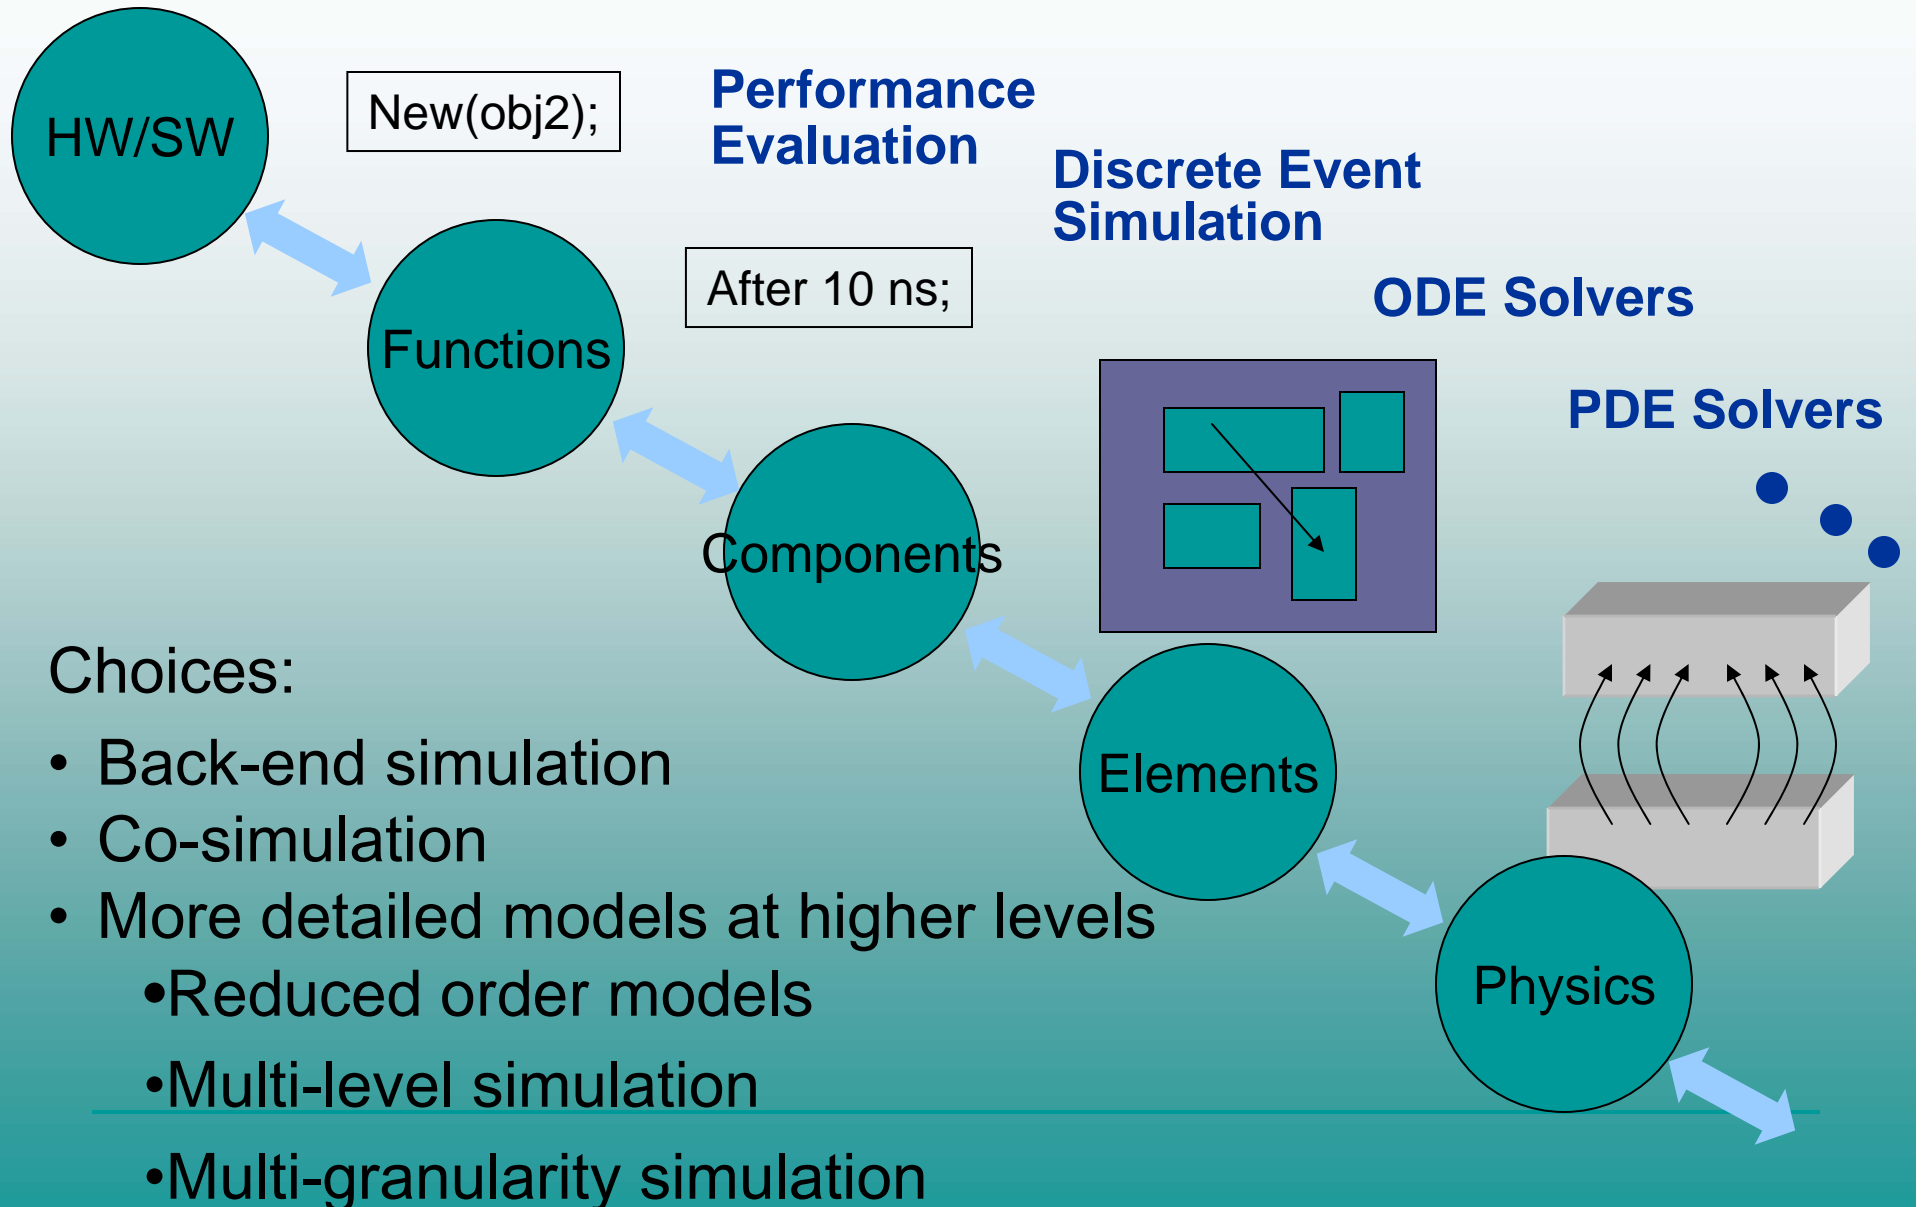 HW/SW
New(obj2);
Performance
Evaluation
Discrete Event
Simulation
Functions
After 10 ns;
ODE Solvers
PDE Solvers
Components
Elements
Physics
Choices:
• Back-end simulation
• Co-simulation
• More detailed models at higher levels
•Reduced order models
•Multi-level simulation
•Multi-granularity simulation